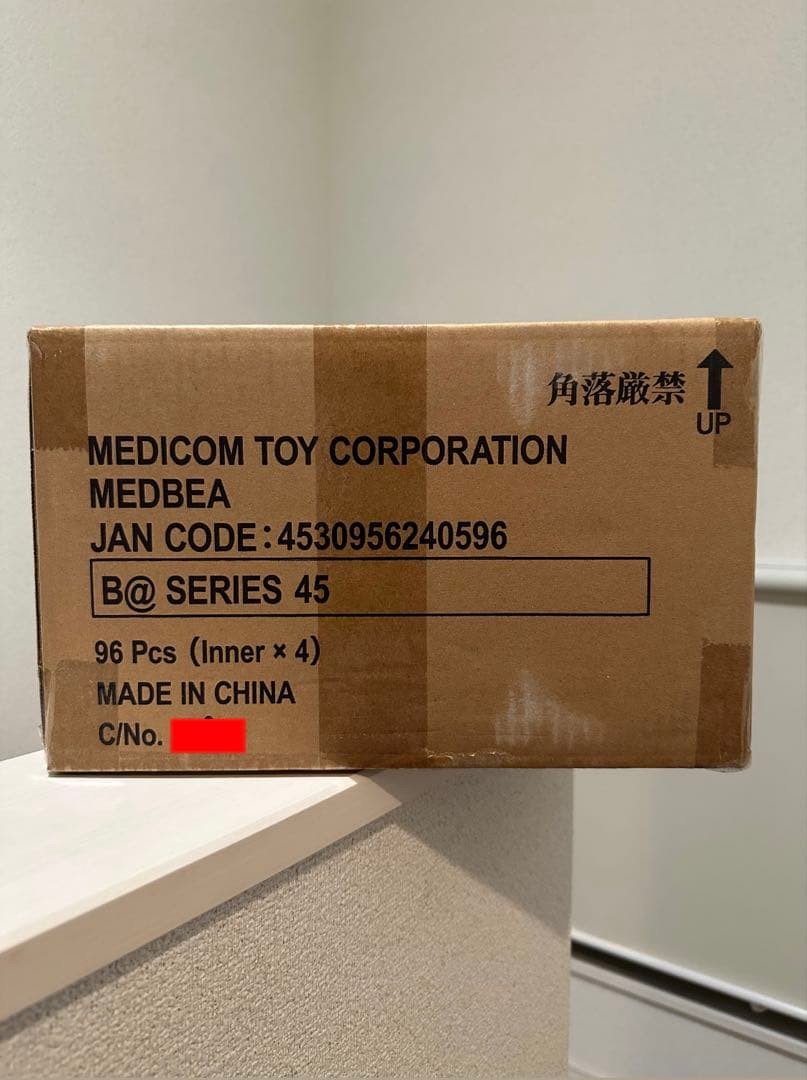 角落厳禁
UP
MEDICOM TOY CORPORATION
MEDBEA
JAN CODE:4530956240596
B@ SERIES 45
96 Pcs (Inner × 4)
MADE IN CHINA
C/No.